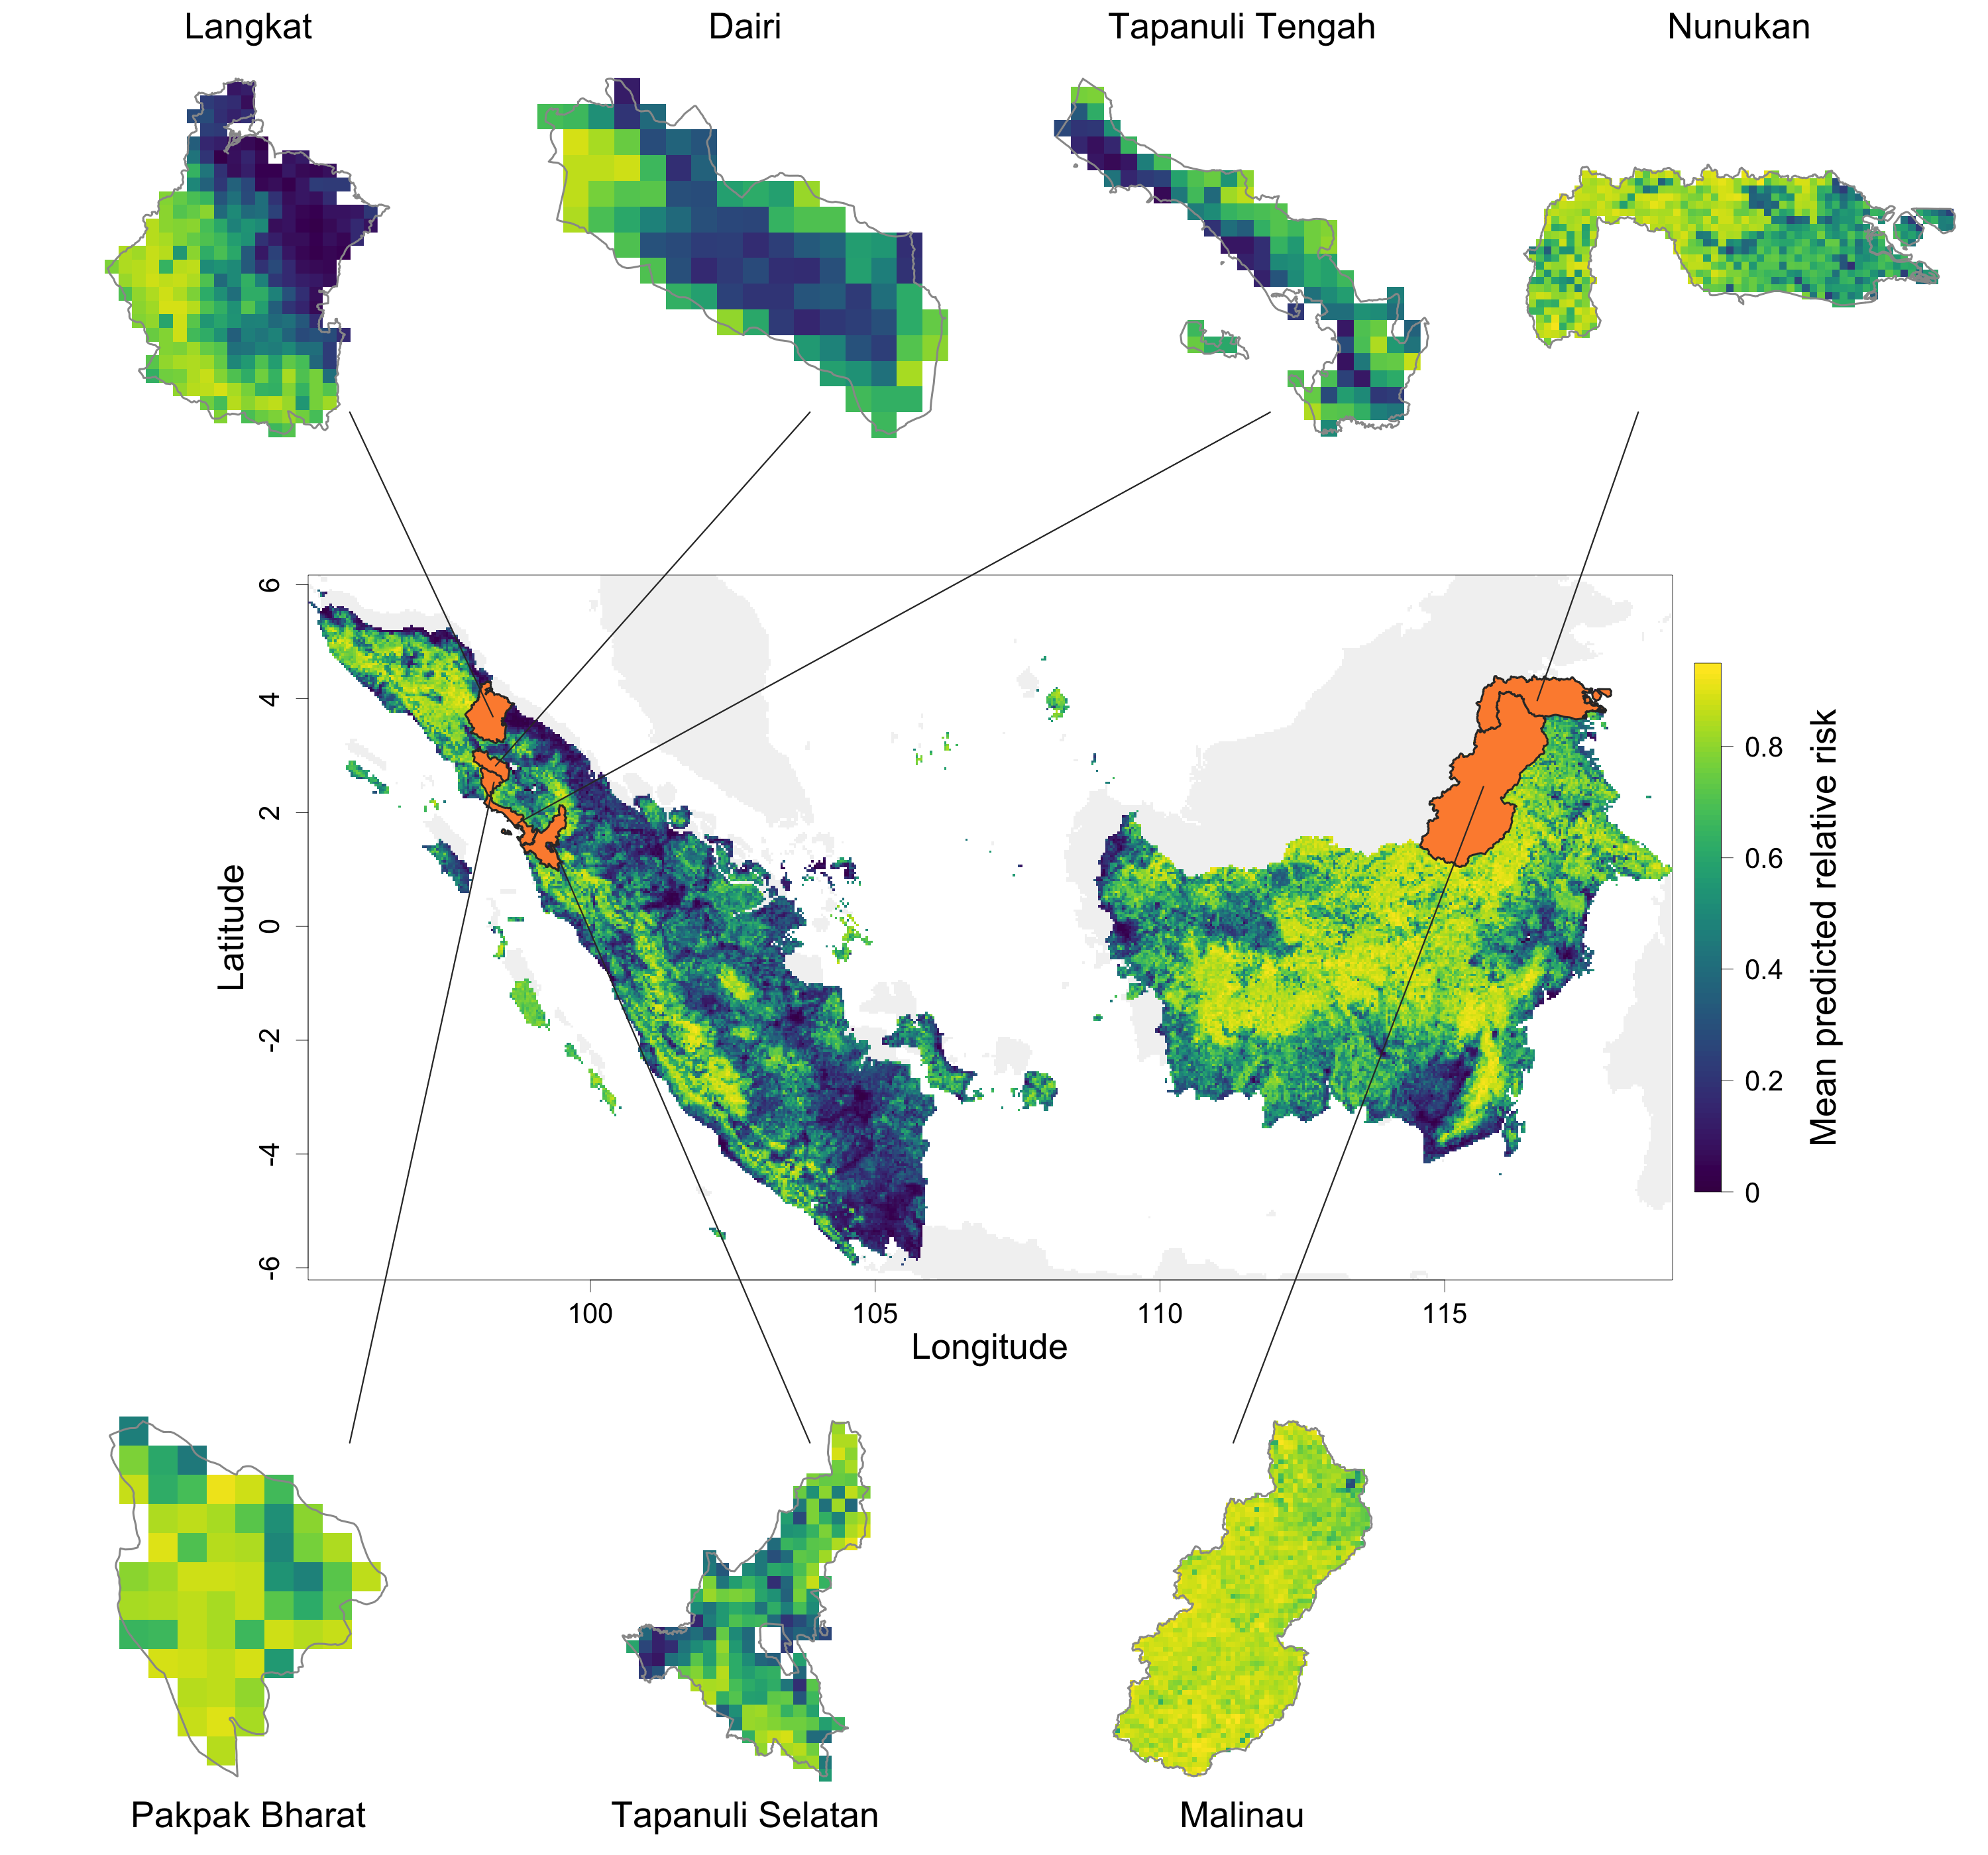 Langkat
Dairi
Tapanuli Tengah
Nunukan
6
4
2
0
-2
-4
-6
Latitude
100
105
110
115
Longitude
0.8
0.6
0.4
0.2
0
Mean predicted relative risk
Pakpak Bharat
Tapanuli Selatan
Malinau